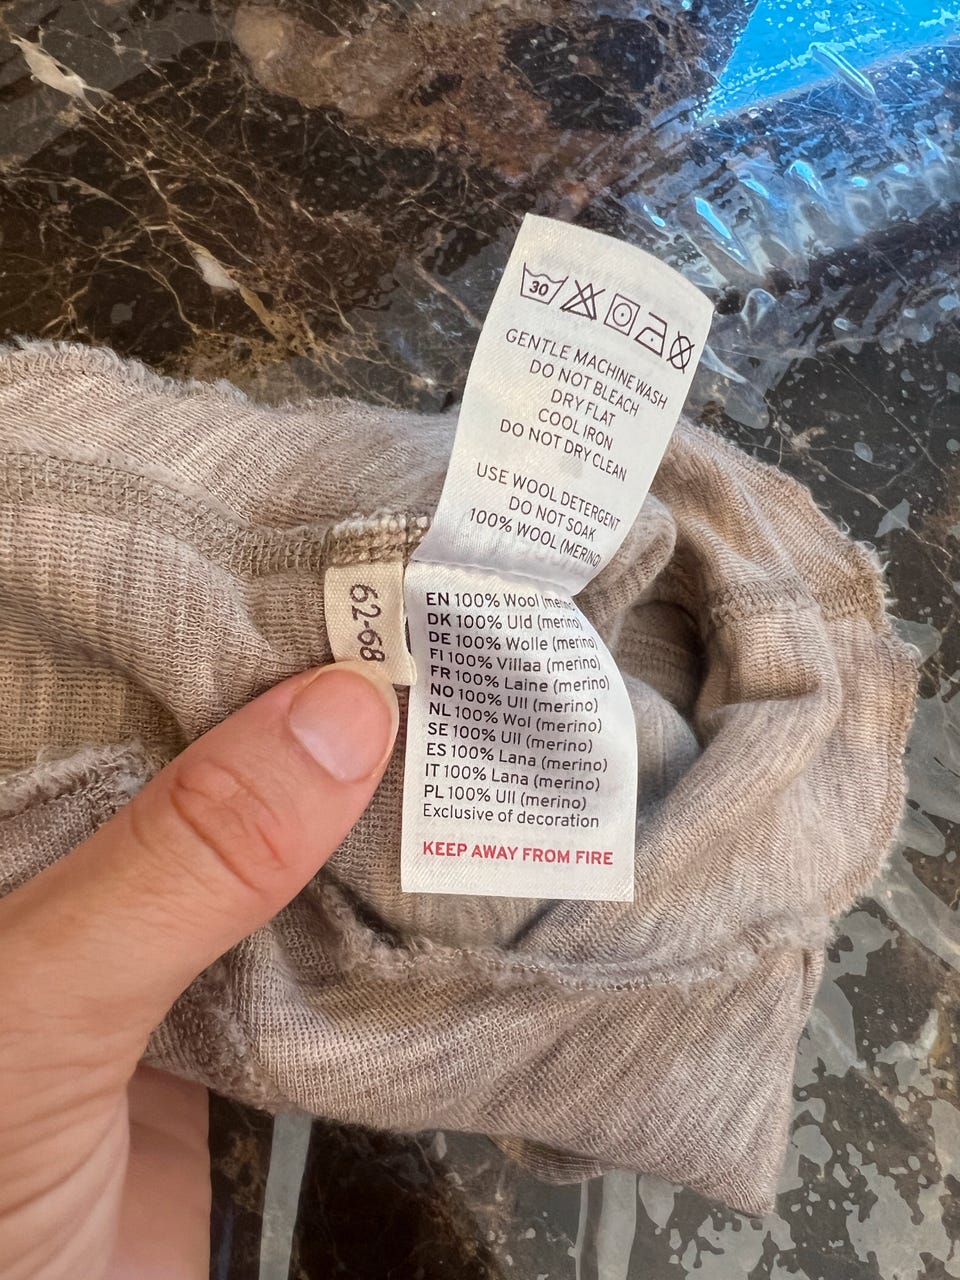 30
GENTLE MACHINE WASH
DO NOT BLEACH
DRY FLAT
COOL IRON
DO NOT DRY CLEAN
USE WOOL DETERGENT
DO NOT SOAK
100% WOOL (MERINO)
62-68
EN 100% Wool (merino)
DK 100% Uld (merino)
DE 100% Wolle (merino)
FI 100% Villaa (merino)
FR 100% Laine (merino)
NO 100% Ull (merino)
NL 100% Wol (merino)
SE 100% Ull (merino)
ES 100% Lana (merino)
IT 100% Lana (merino)
PL 100% Ull (merino)
Exclusive of decoration
KEEP AWAY FROM FIRE